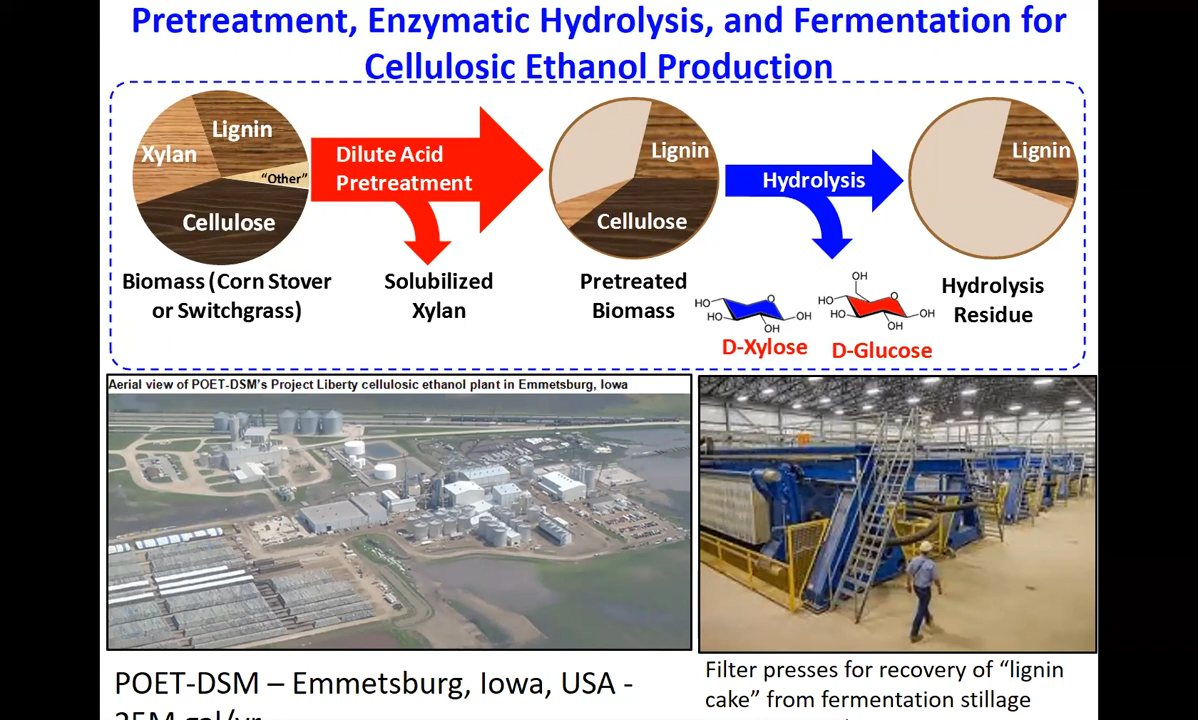 Pretreatment, Enzymatic Hydrolysis, and Fermentation for
Cellulosic Ethanol Production
Lignin
Xylan
"Other"
Cellulose
Dilute Acid
Pretreatment
Lignin
Cellulose
Hydrolysis
Lignin
Biomass (Corn Stover
or Switchgrass)
Solubilized
Xylan
Pretreated
Biomass
HO
HO
O
OH
OH
D-Xylose
OH
HO
HO
O
OH
OH
D-Glucose
Hydrolysis
Residue
Aerial view of POET-DSM's Project Liberty cellulosic ethanol plant in Emmetsburg, Iowa
POET-DSM – Emmetsburg, Iowa, USA -
Filter presses for recovery of "lignin
cake" from fermentation stillage